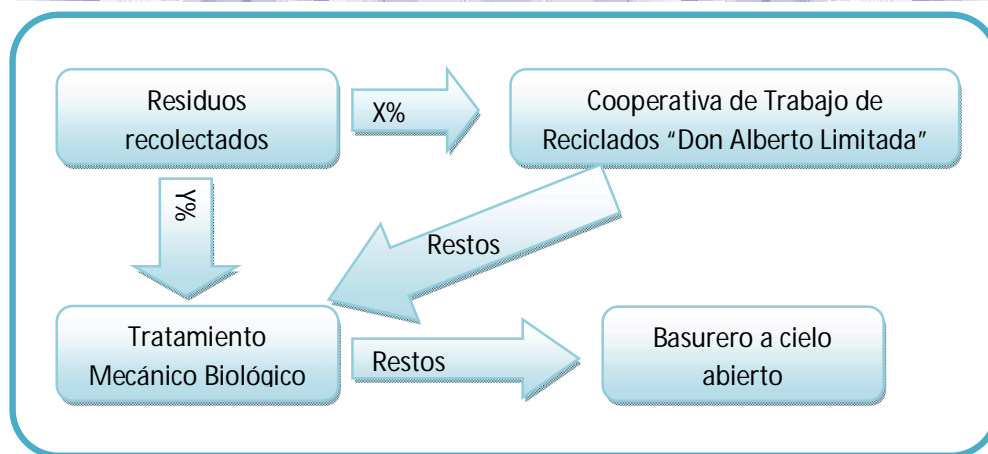 Residuos
recolectados
X%
Cooperativa de Trabajo de
Reciclados “Don Alberto Limitada”
Y%
Restos
Tratamiento
Mecánico Biológico
Restos
Basurero a cielo
abierto